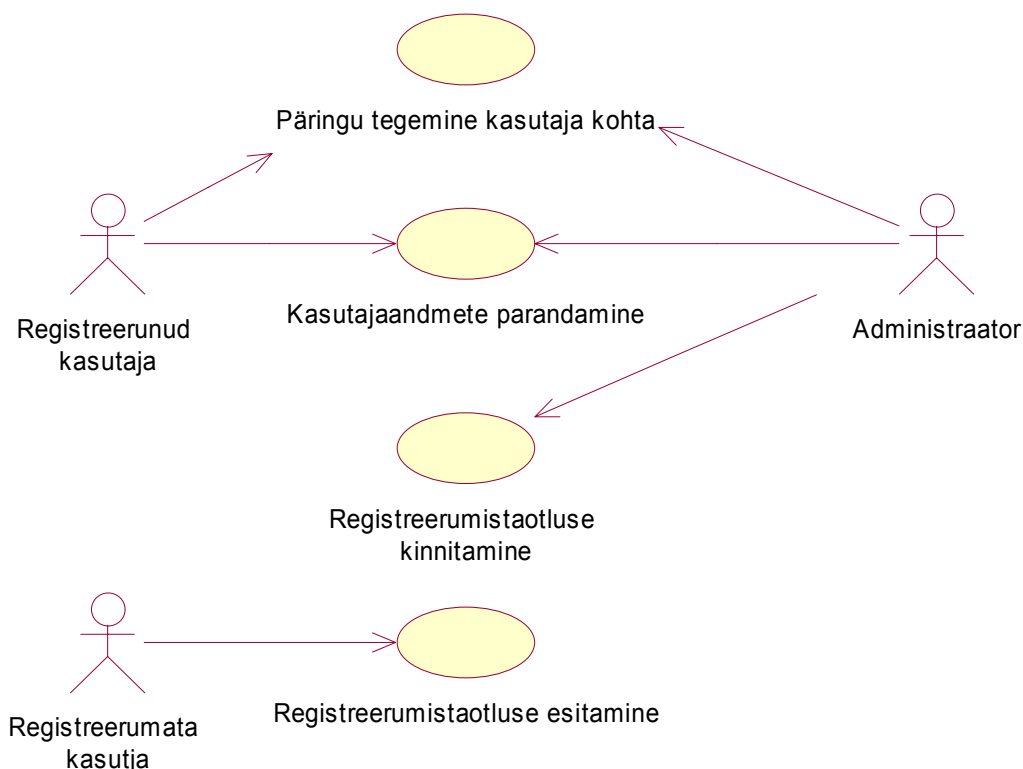 Päringu tegemine kasutaja kohta
Registreerunud
kasutaja
Kasutajaandmete parandamine
Administraator
Registreerumistaotluse
kinnitamine
Registreerumata
kasutja
Registreerumistaotluse esitamine